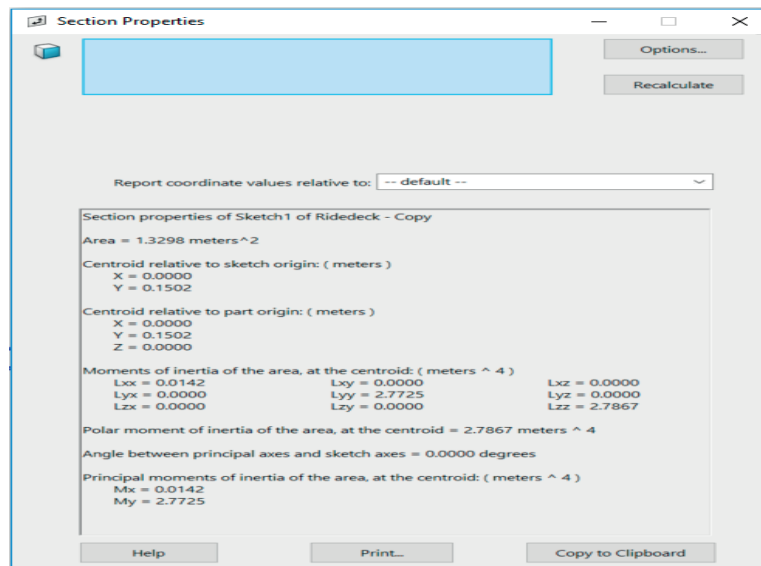 Section Properties
Options...
Recalculate
Report coordinate values relative to: -- default --
Section properties of Sketch1 of Ridedeck - Copy
Area = 1.3298 meters^2
Centroid relative to sketch origin: ( meters )
X = 0.0000
Y = 0.1502
Centroid relative to part origin: ( meters )
X = 0.0000
Y = 0.1502
Z = 0.0000
Moments of inertia of the area, at the centroid: ( meters ^ 4 )
Lxx = 0.0142 Lxy = 0.0000 Lxz = 0.0000
Lyx = 0.0000 Lyy = 2.7725 Lyz = 0.0000
Lzx = 0.0000 Lzy = 0.0000 Lzz = 2.7867
Polar moment of inertia of the area, at the centroid = 2.7867 meters ^ 4
Angle between principal axes and sketch axes = 0.0000 degrees
Principal moments of inertia of the area, at the centroid: ( meters ^ 4 )
Mx = 0.0142
My = 2.7725
Help Print... Copy to Clipboard